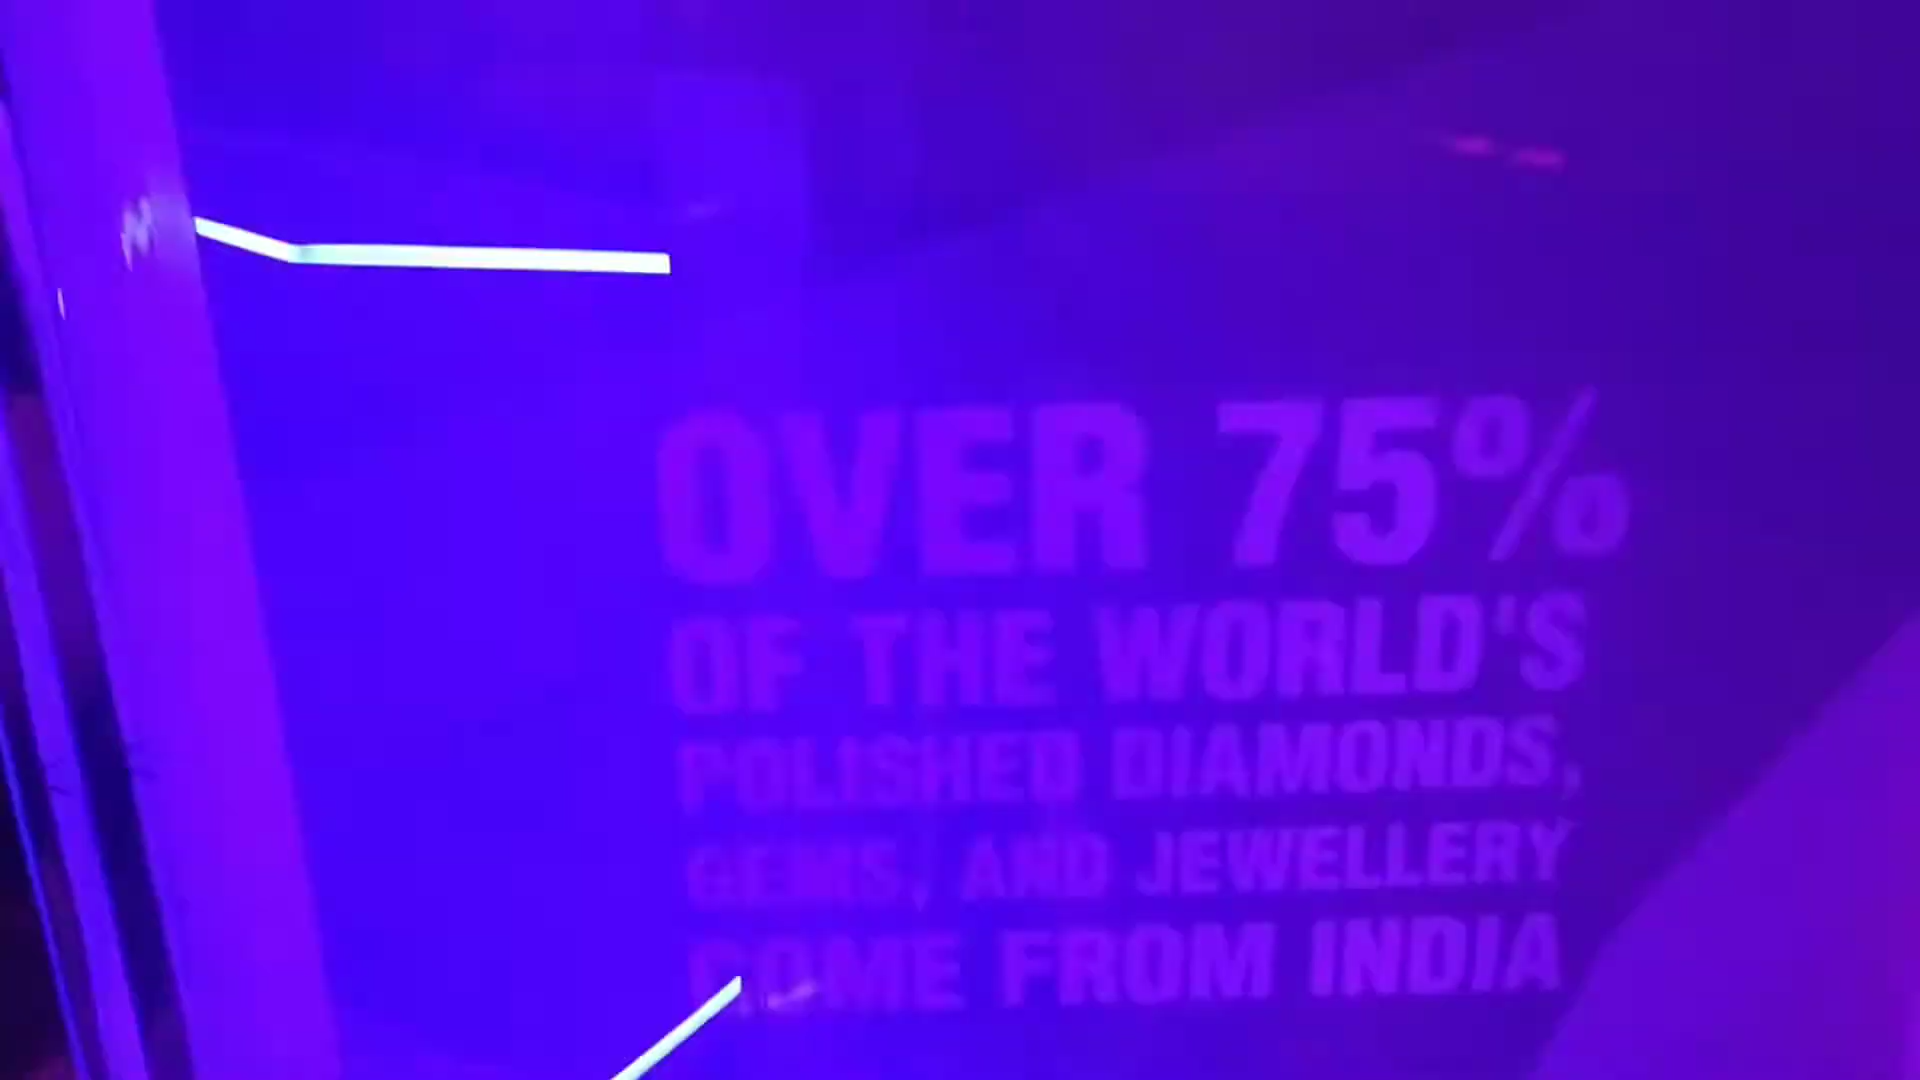 OVER 75%
OF THE WORLD'S
POLISHED DIAMONDS,
GEMS, AND JEWELLERY
COME FROM INDIA